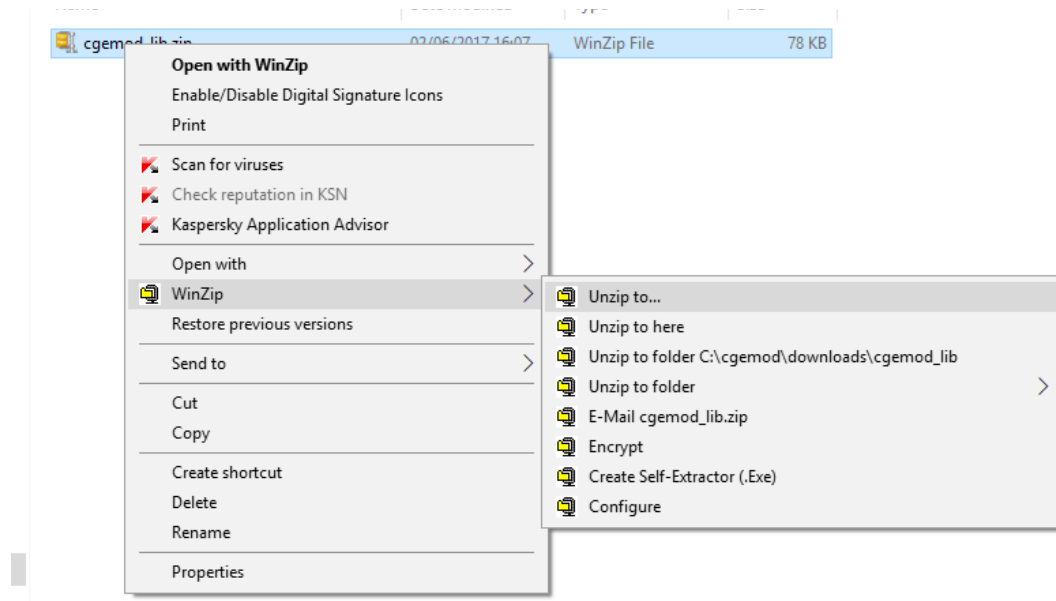 cgemod_lib.zip 02/06/2017 16:07 WinZip File 78 KB
Open with WinZip
Enable/Disable Digital Signature Icons
Print
Scan for viruses
Check reputation in KSN
Kaspersky Application Advisor
Open with
WinZip
Restore previous versions
Send to
Cut
Copy
Create shortcut
Delete
Rename
Properties
Unzip to...
Unzip to here
Unzip to folder C:\cgemod\downloads\cgemod_lib
Unzip to folder
E-Mail cgemod_lib.zip
Encrypt
Create Self-Extractor (.Exe)
Configure